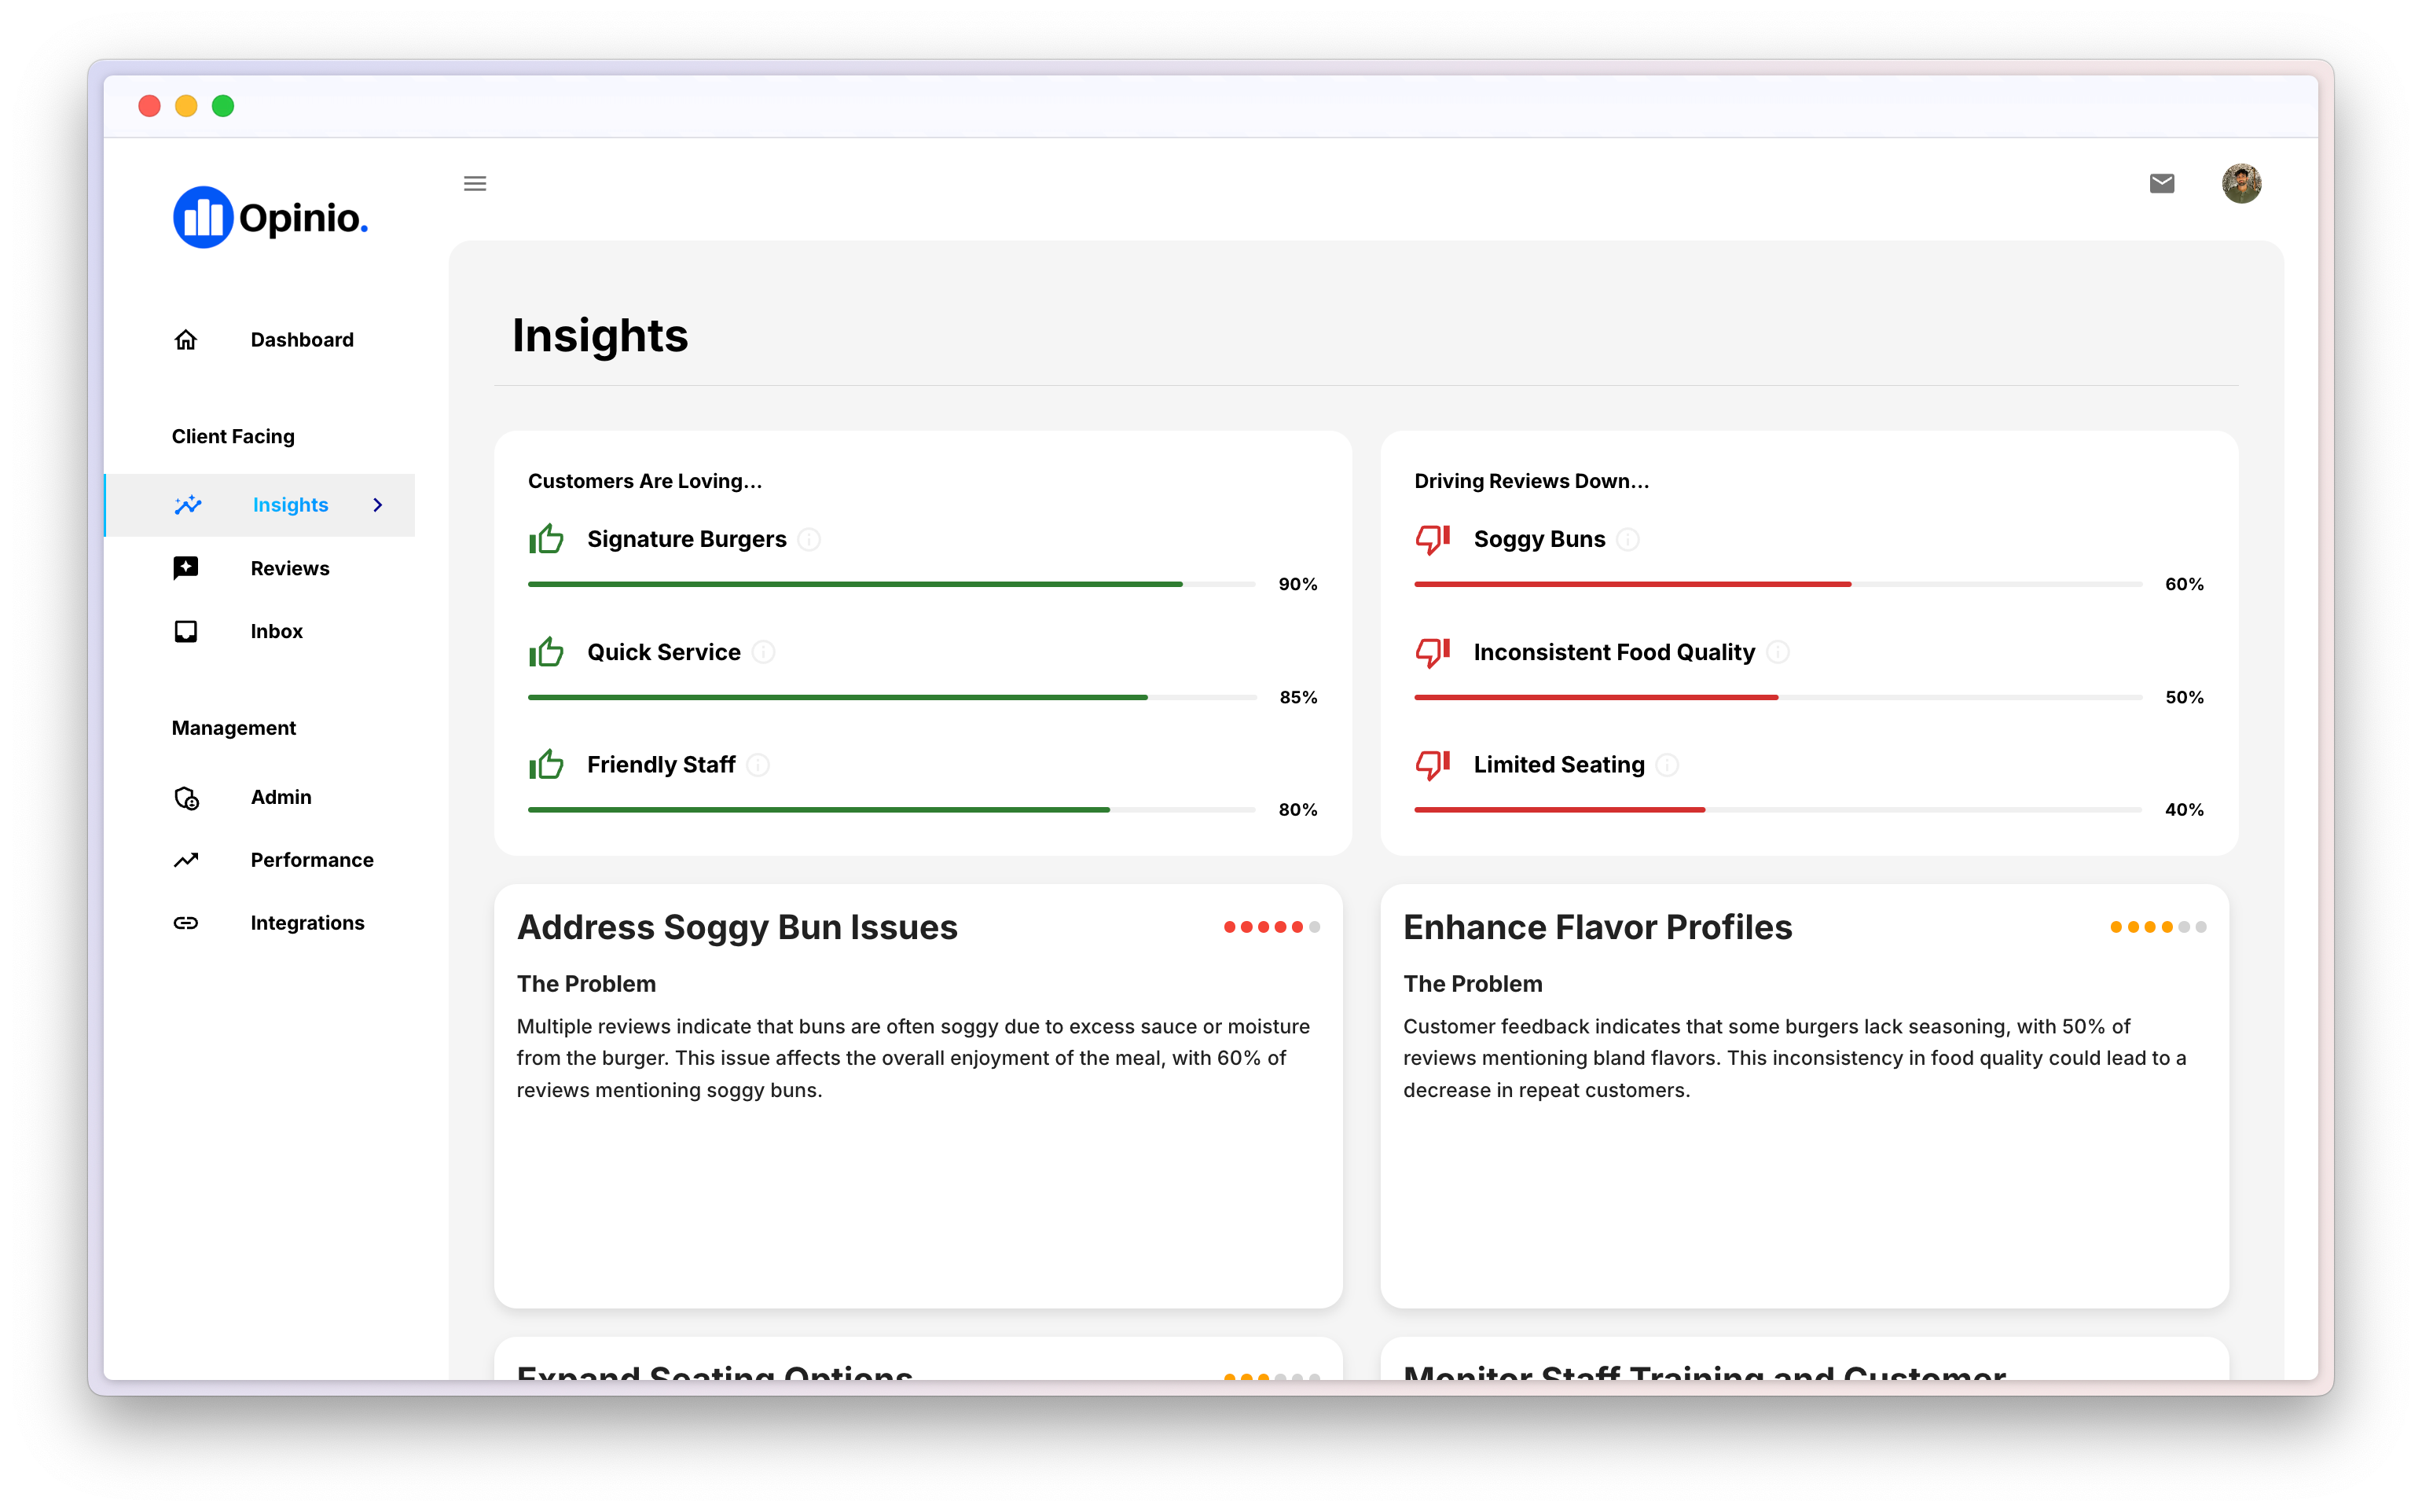 Opinio.
Dashboard
Client Facing
Insights
Reviews
Inbox
Management
Admin
Performance
Integrations
Insights
Customers Are Loving...
Signature Burgers
90%
Quick Service
85%
Friendly Staff
80%
Driving Reviews Down...
Soggy Buns
60%
Inconsistent Food Quality
50%
Limited Seating
40%
Address Soggy Bun Issues
The Problem
Multiple reviews indicate that buns are often soggy due to excess sauce or moisture
from the burger. This issue affects the overall enjoyment of the meal, with 60% of
reviews mentioning soggy buns.
Enhance Flavor Profiles
The Problem
Customer feedback indicates that some burgers lack seasoning, with 50% of
reviews mentioning bland flavors. This inconsistency in food quality could lead to a
decrease in repeat customers.
Expand Seating Options
Monitor Staff Training and Customer